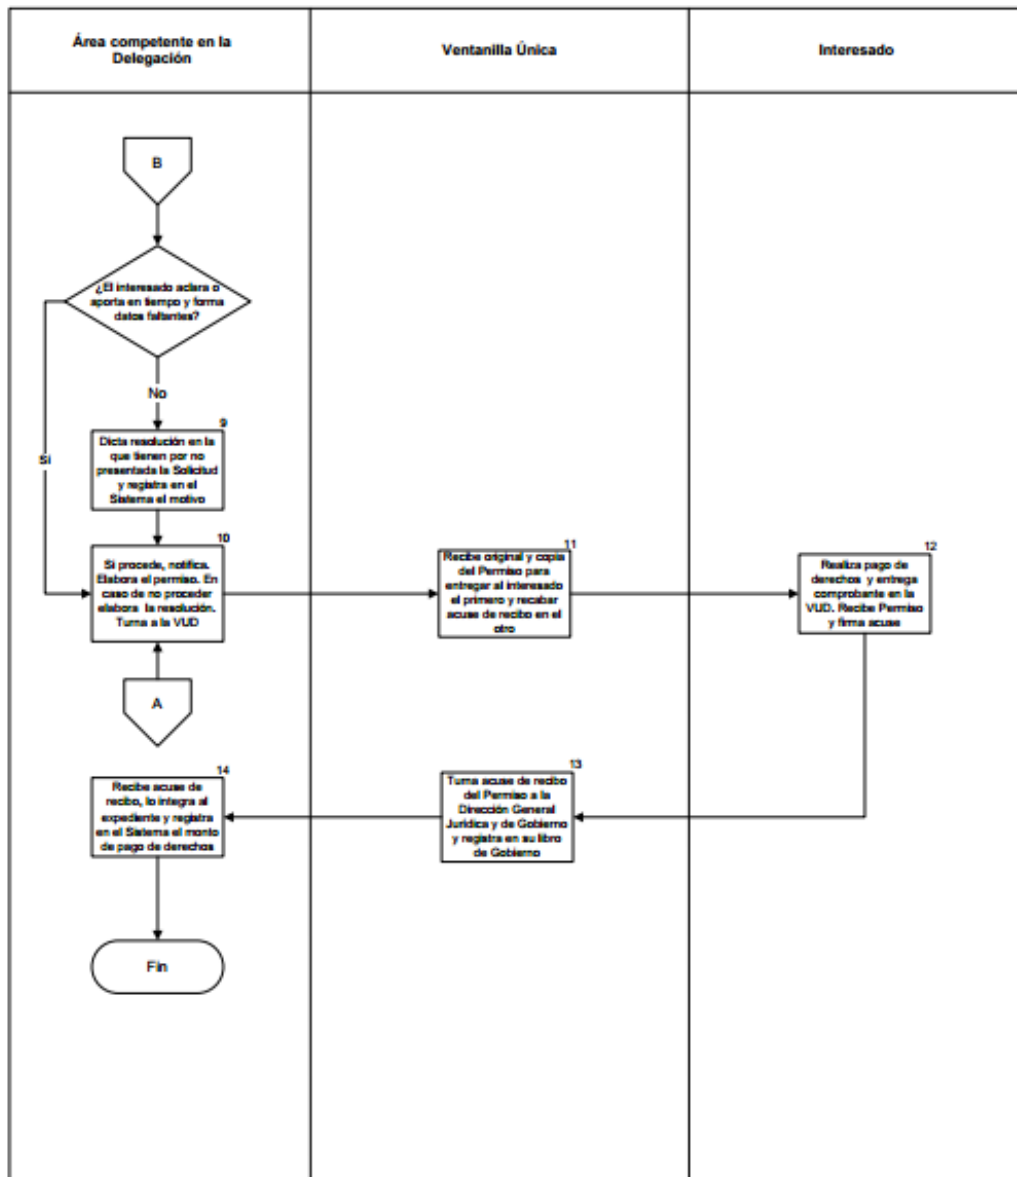 Área competente en la
Delegación
Ventanilla Única
Interesado
B
¿El interesado aclara o
aporta en tiempo y forma
datos faltantes?
No
Si
9
Dicta resolución en la
que tienen por no
presentada la Solicitud
y registra en el
Sistema el motivo
10
Si procede, notifica.
Elabora el permiso. En
caso de no proceder
elabora la resolución.
Turna a la VUD
11
Recibe original y copia
del Permiso para
entregar al interesado
el primero y recabar
acuse de recibo en el
otro
12
Realiza pago de
derechos y entrega
comprobante en la
VUD. Recibe Permiso
y firma acuse
A
14
Recibe acuse de
recibo, lo integra al
expediente y registra
en el Sistema el monto
de pago de derechos
13
Turna acuse de recibo
del Permiso a la
Dirección General
Jurídica y de Gobierno
y registra en su libro
de Gobierno
Fin